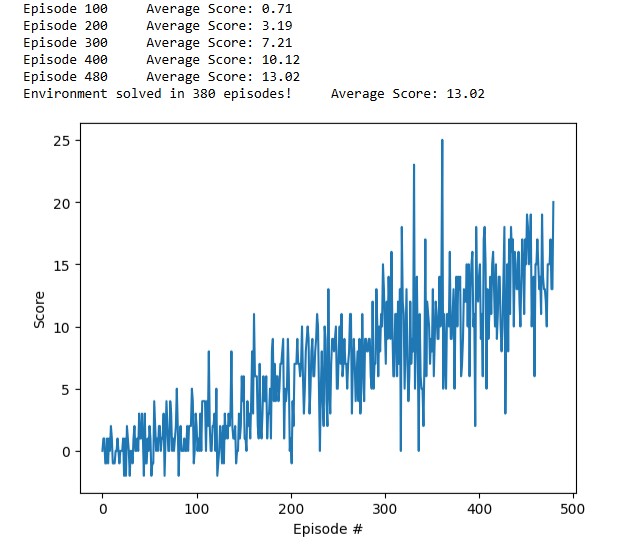 Episode 100 Average Score: 0.71
Episode 200 Average Score: 3.19
Episode 300 Average Score: 7.21
Episode 400 Average Score: 10.12
Episode 480 Average Score: 13.02
Environment solved in 380 episodes! Average Score: 13.02
25
20
15
10
5
0
Score
0 100 200 300 400 500
Episode #